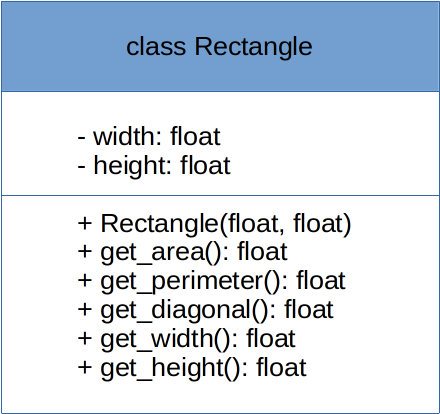 class Rectangle
- width: float
- height: float
+ Rectangle(float, float)
+ get_area(): float
+ get_perimeter(): float
+ get_diagonal(): float
+ get_width(): float
+ get_height(): float